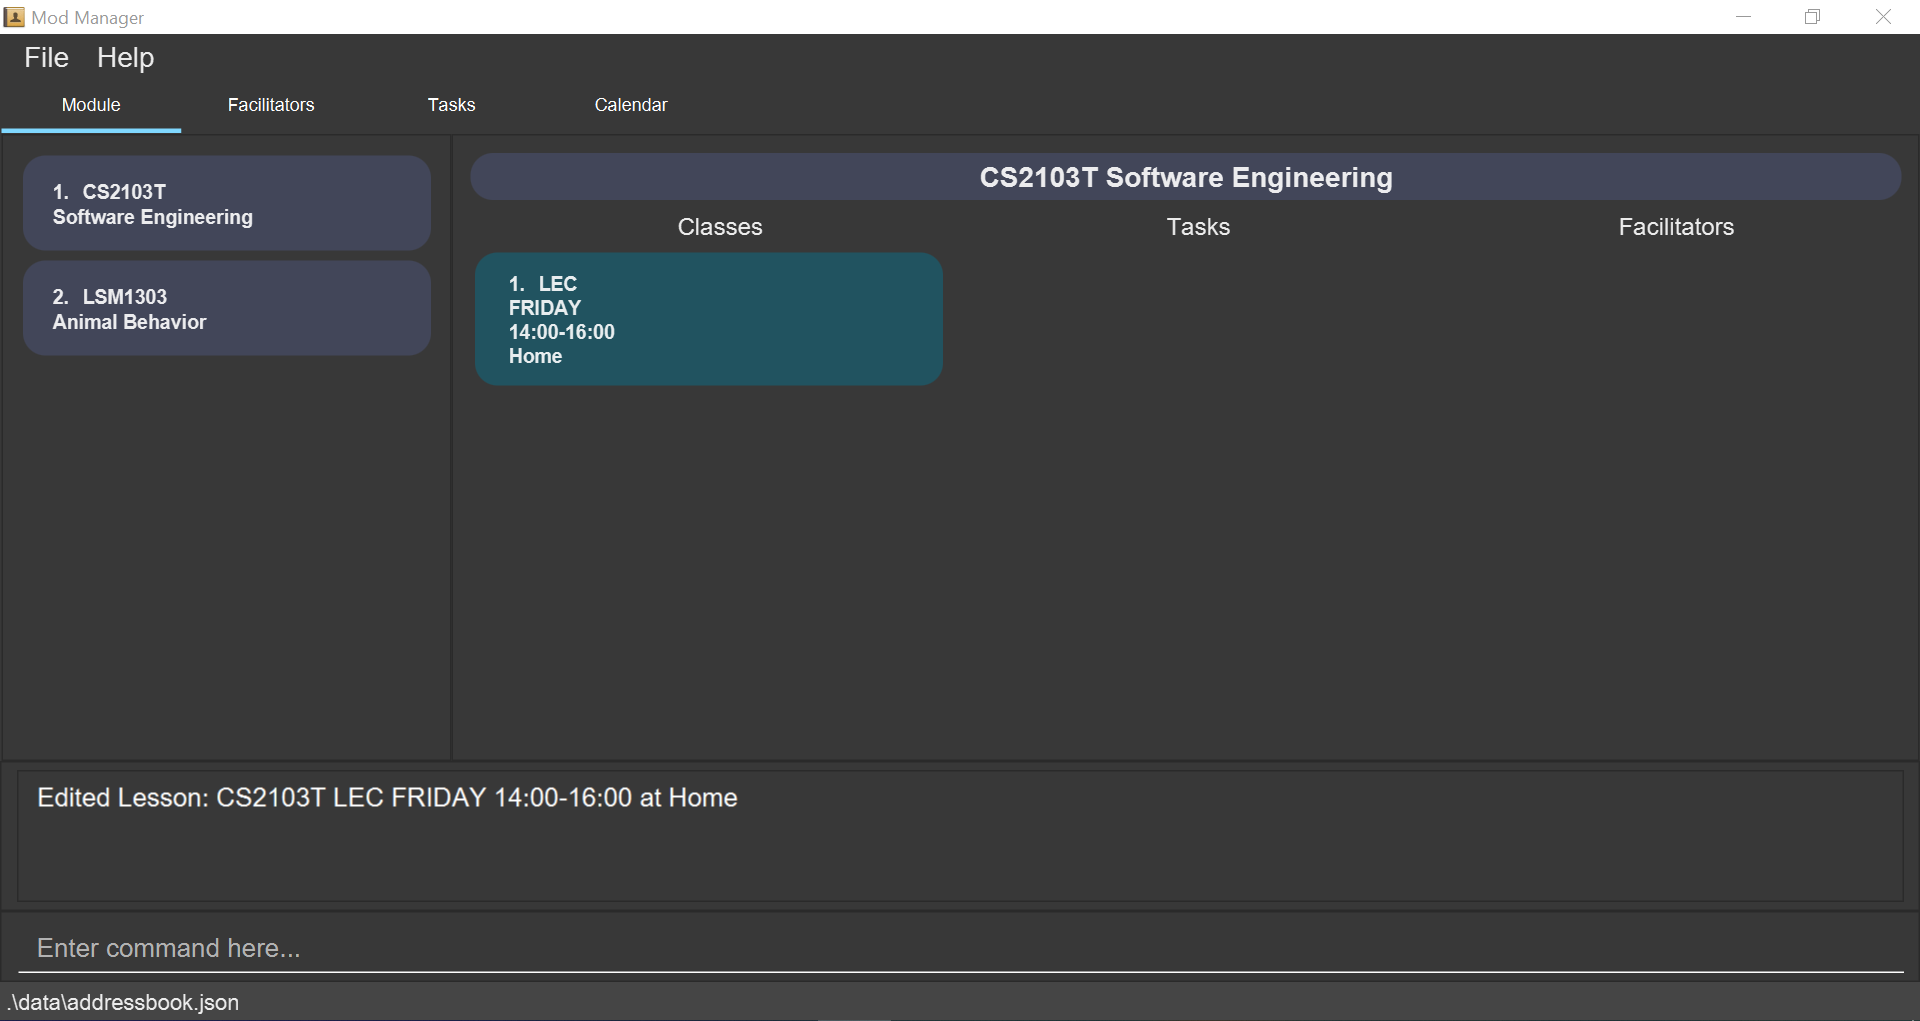 Mod Manager
File Help
Module Facilitators Tasks Calendar
1. CS2103T
Software Engineering
2. LSM1303
Animal Behavior
CS2103T Software Engineering
Classes Tasks Facilitators
1. LEC
FRIDAY
14:00-16:00
Home
Edited Lesson: CS2103T LEC FRIDAY 14:00-16:00 at Home
Enter command here...
.\data\addressbook.json